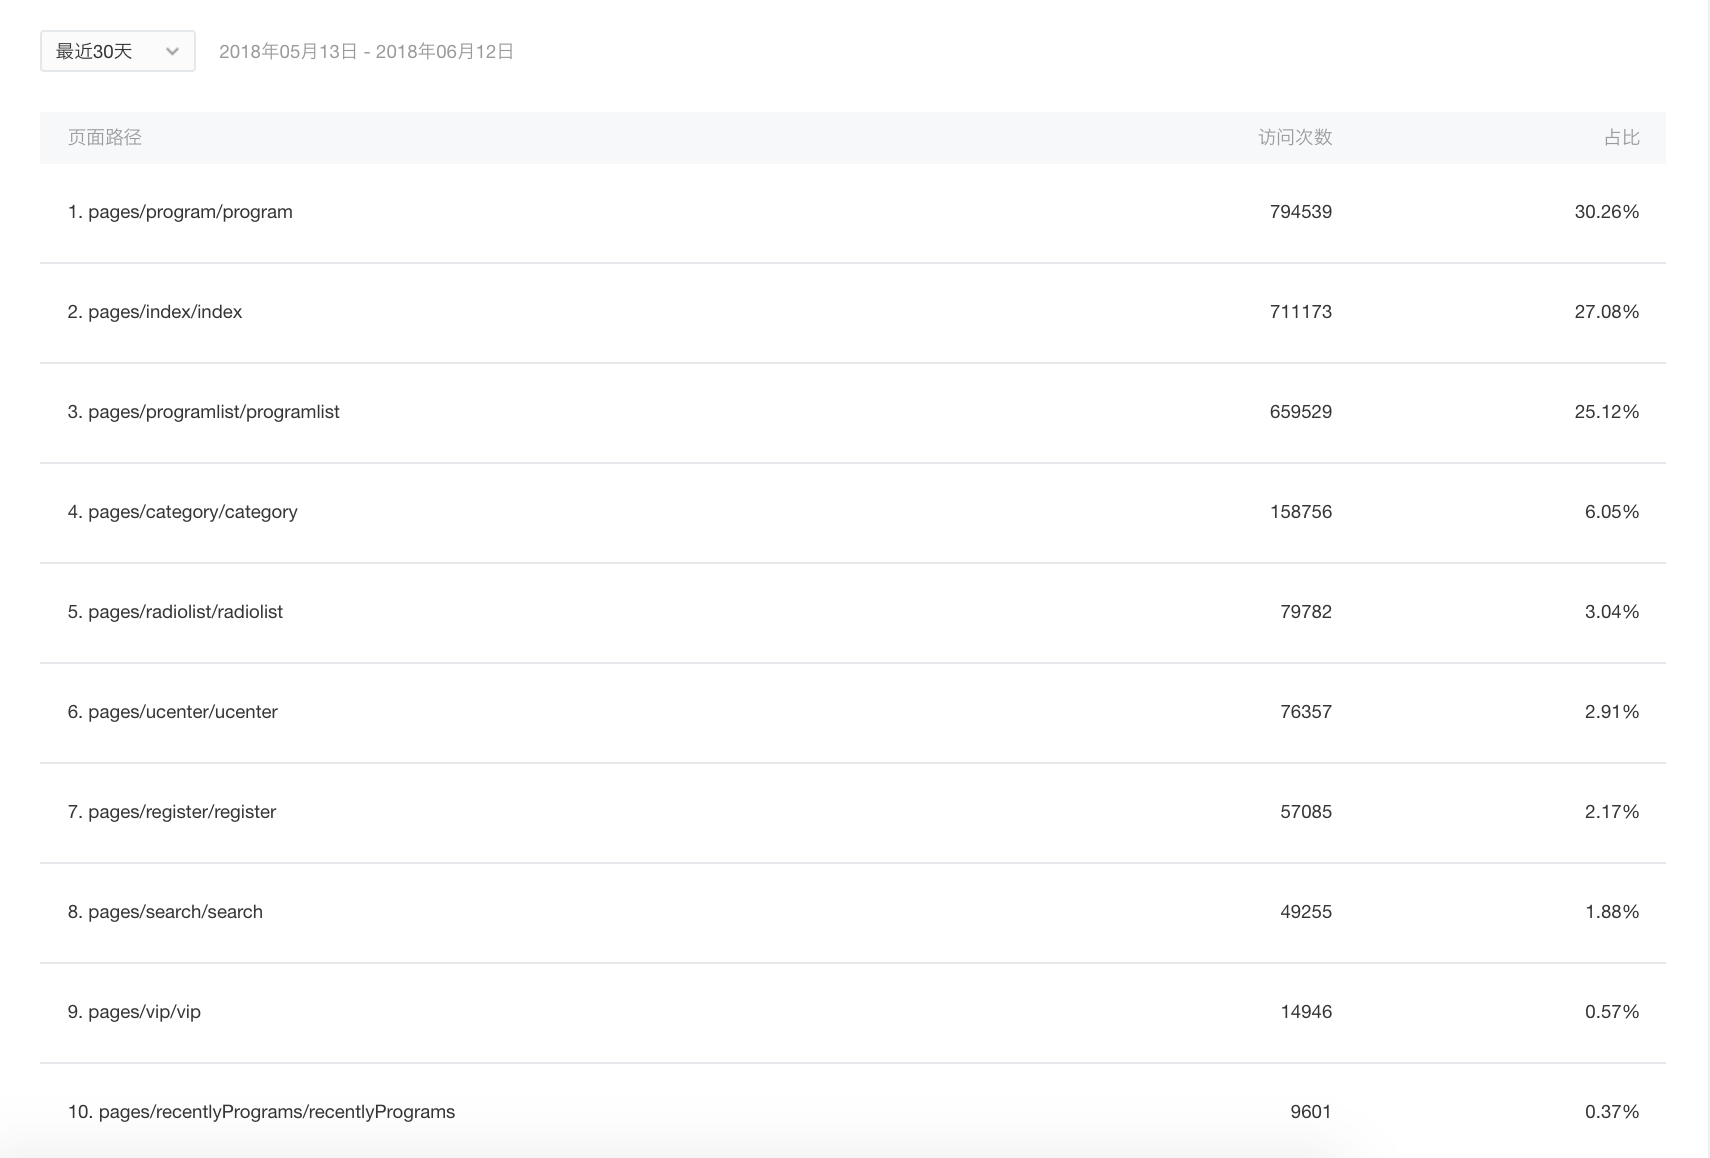 最近30天 2018年05月13日 - 2018年06月12日
页面路径 访问次数 占比
1. pages/program/program 794539 30.26%
2. pages/index/index 711173 27.08%
3. pages/programlist/programlist 659529 25.12%
4. pages/category/category 158756 6.05%
5. pages/radiolist/radiolist 79782 3.04%
6. pages/ucenter/ucenter 76357 2.91%
7. pages/register/register 57085 2.17%
8. pages/search/search 49255 1.88%
9. pages/vip/vip 14946 0.57%
10. pages/recentlyPrograms/recentlyPrograms 9601 0.37%